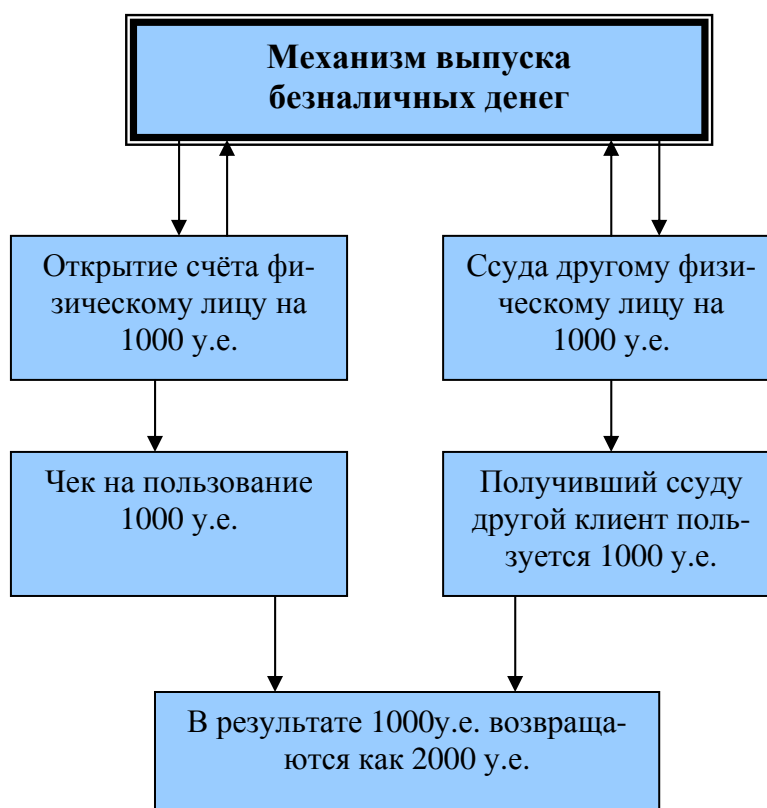 Механизм выпуска
безналичных денег
Открытие счёта фи-
зическому лицу на
1000 у.е.
Ссуда другому физи-
ческому лицу на
1000 у.е.
Чек на пользование
1000 у.е.
Получивший ссуду
другой клиент поль-
зуется 1000 у.е.
В результате 1000у.е. возвраща-
ются как 2000 у.е.